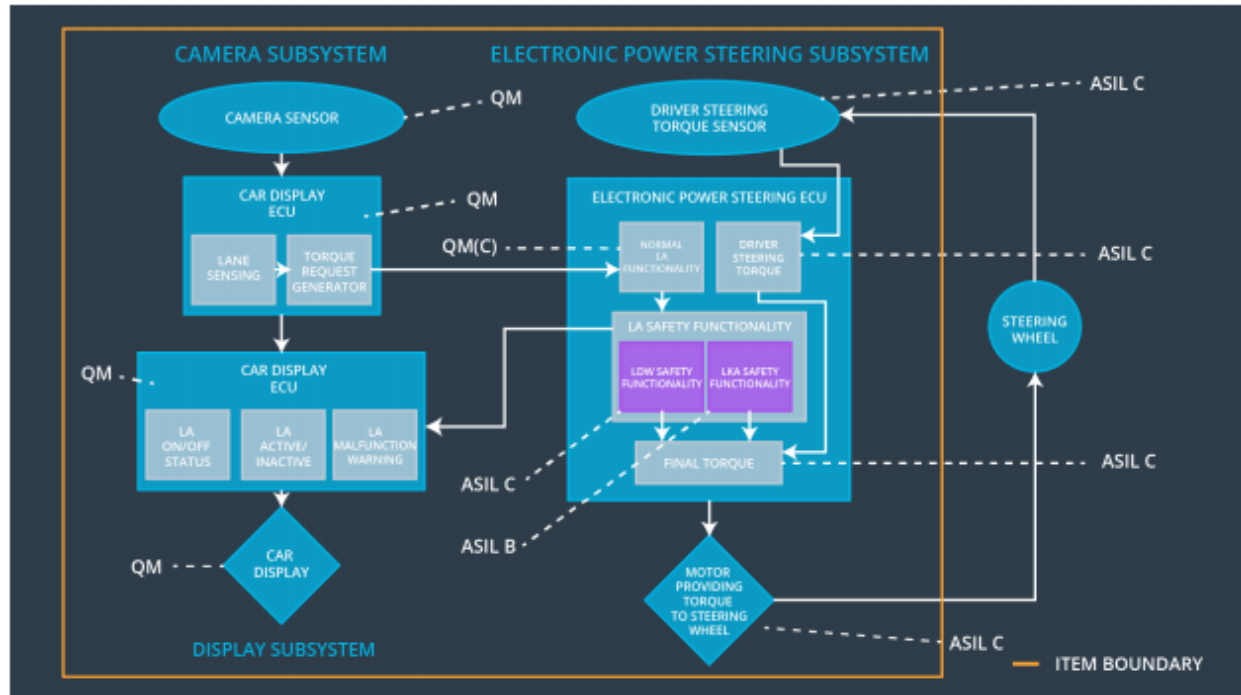 CAMERA SUBSYSTEM
ELECTRONIC POWER STEERING SUBSYSTEM
CAMERA SENSOR
QM
DRIVER STEERING
TORQUE SENSOR
ASIL C
CAR DISPLAY
ECU
QM
LANE
SENSING
TORQUE
REQUEST
GENERATOR
ELECTRONIC POWER STEERING ECU
QM(C)
NORMAL
LA
FUNCTIONALITY
DRIVER
STEERING
TORQUE
ASIL C
STEERING
WHEEL
LA SAFETY FUNCTIONALITY
LDW SAFETY
FUNCTIONALITY
LKA SAFETY
FUNCTIONALITY
QM
CAR DISPLAY
ECU
LA
ON/OFF
STATUS
LA
ACTIVE/
INACTIVE
LA
MALFUNCTION
WARNING
FINAL TORQUE
ASIL C
ASIL C
ASIL B
QM
CAR
DISPLAY
MOTOR
PROVIDING
TORQUE
TO STEERING
WHEEL
ASIL C
DISPLAY SUBSYSTEM
ITEM BOUNDARY